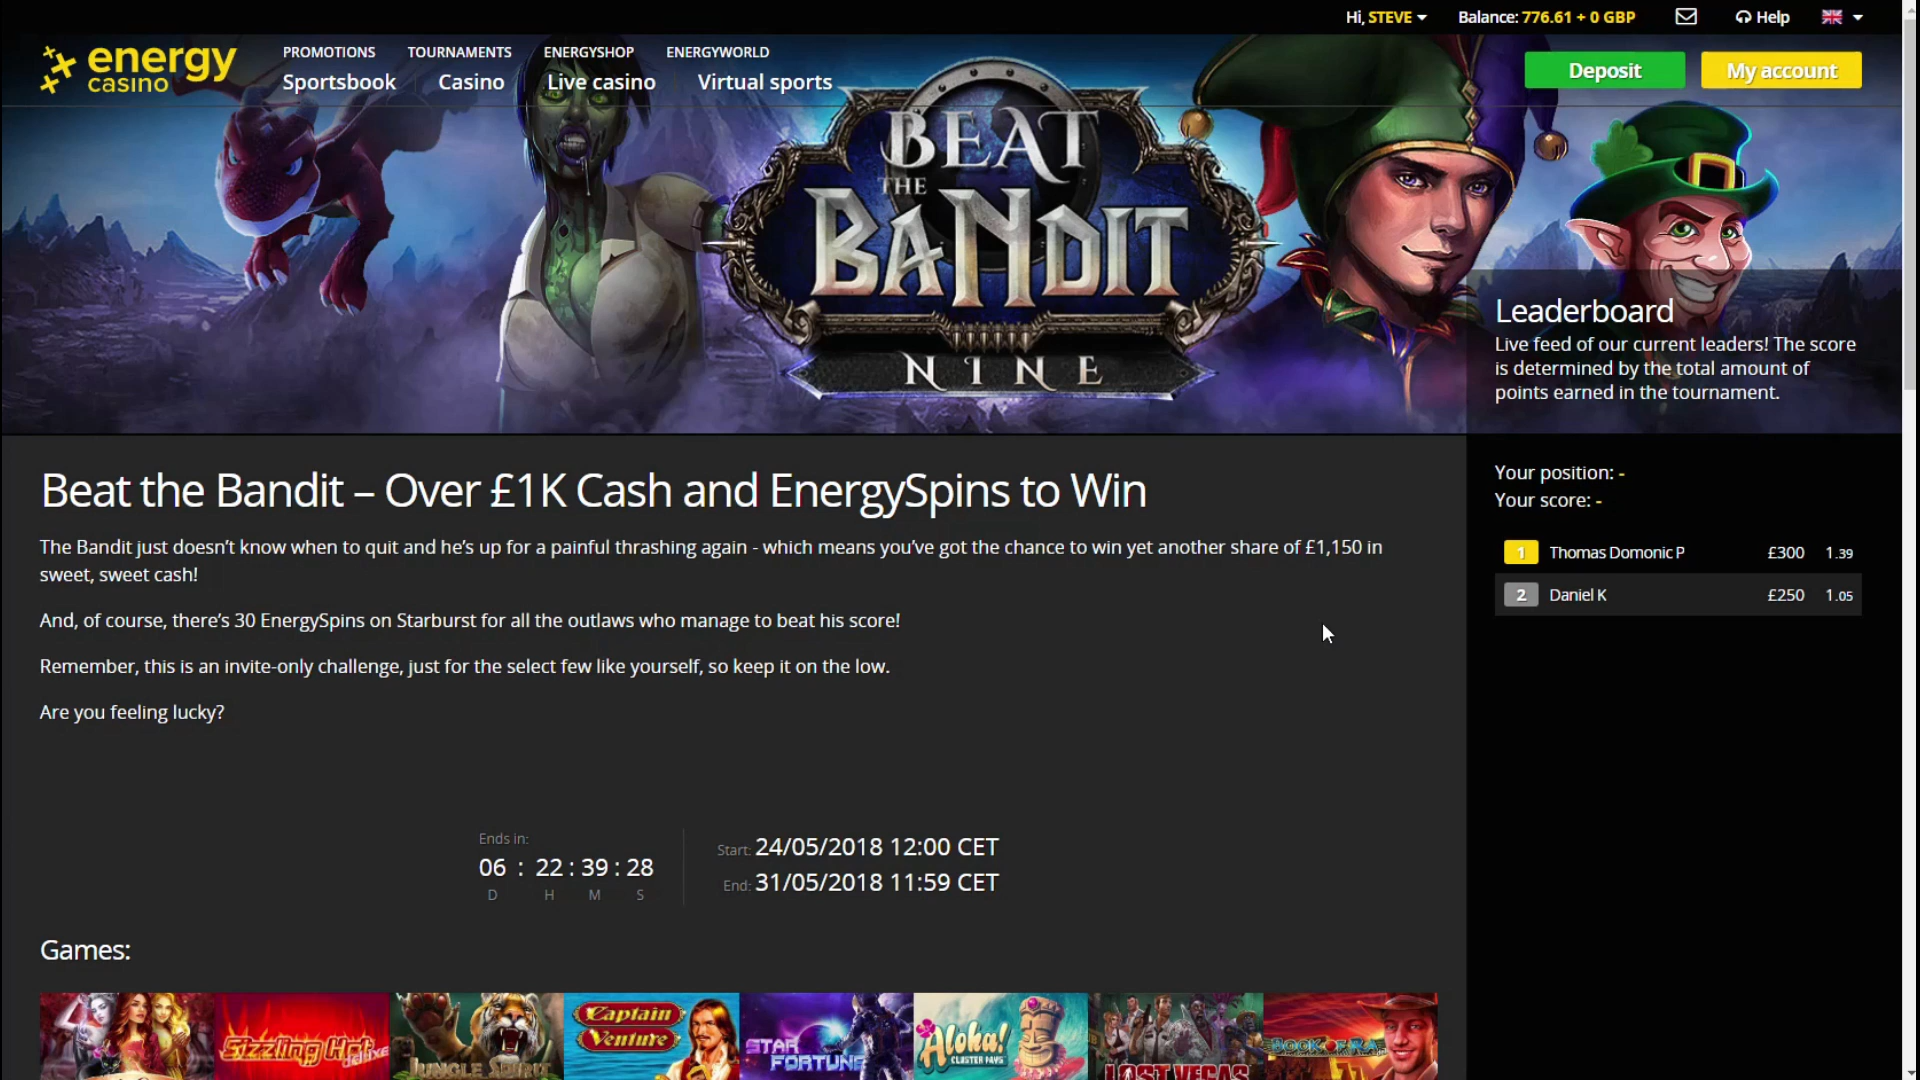 Hi, STEVE
Balance: 776.61 + 0 GBP
Help
energy
casino
PROMOTIONS TOURNAMENTS ENERGYSHOP ENERGYWORLD
Sportsbook Casino Live casino Virtual sports
Deposit
My account
BEAT
THE
BANDIT
NINE
Leaderboard
Live feed of our current leaders! The score
is determined by the total amount of
points earned in the tournament.
Beat the Bandit – Over £1K Cash and EnergySpins to Win
The Bandit just doesn’t know when to quit and he’s up for a painful thrashing again - which means you’ve got the chance to win yet another share of £1,150 in
sweet, sweet cash!
And, of course, there’s 30 EnergySpins on Starburst for all the outlaws who manage to beat his score!
Remember, this is an invite-only challenge, just for the select few like yourself, so keep it on the low.
Are you feeling lucky?
Your position: -
Your score: -
1 Thomas Domonic P £300 1.39
2 Daniel K £250 1.05
Ends in:
06 : 22 : 39 : 28
D H M S
Start: 24/05/2018 12:00 CET
End: 31/05/2018 11:59 CET
Games:
Sizzling Hot
deluxe
JUNGLE SPIRIT
Captain
Venture
STAR
FORTUNE
Aloha!
CLUSTER PAYS
LOST VEGAS
BOOK OF RA